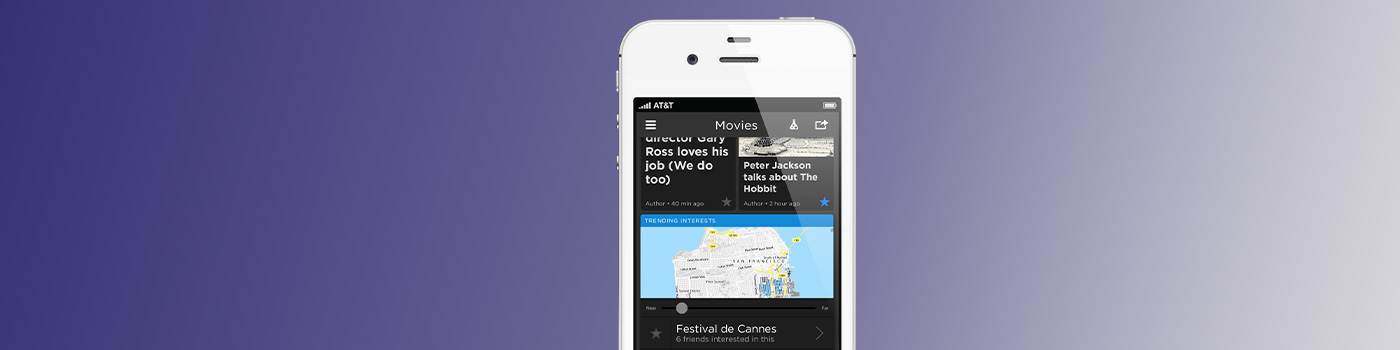 AT&T
Movies
director Gary
Ross loves his
job (We do
too)
Author • 40 min ago
Peter Jackson
talks about The
Hobbit
Author • 2 hour ago
TRENDING INTERESTS
SAN FRANCISCO
Near
Far
Festival de Cannes
6 friends interested in this